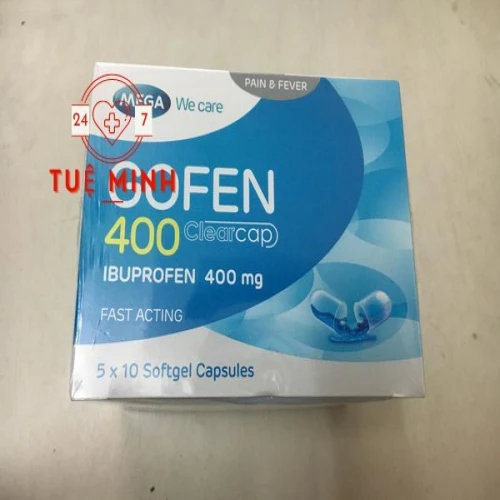 PAIN & FEVER
MEGA We care
24 7
TUỆ MINH
GOFEN
400 Clearcap
IBUPROFEN 400 mg
FAST ACTING
5 x 10 Softgel Capsules